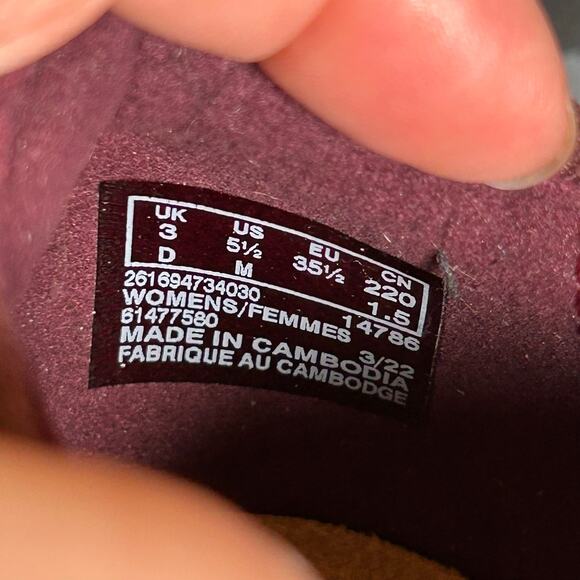 UK US EU CN
3 5½ 35½ 220
D M 1.5
261694734030 14786
WOMENS/FEMMES
61477580 3/22
MADE IN CAMBODIA
FABRIQUE AU CAMBODGE